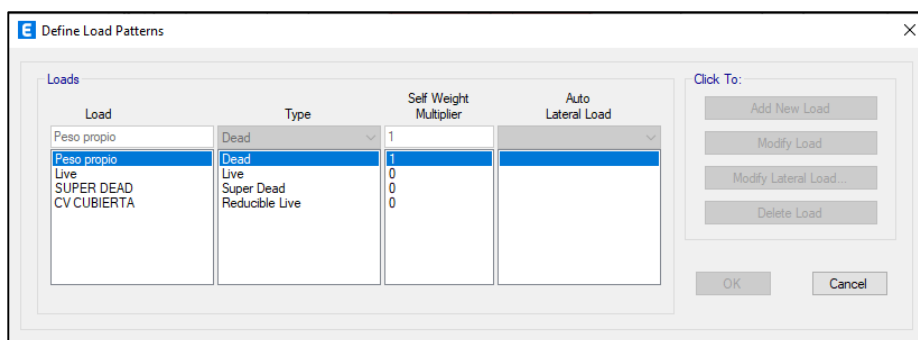 E Define Load Patterns
Loads
Click To:
Load Type Self Weight Multiplier Auto Lateral Load
Peso propio Dead 1
Peso propio Dead 1
Live Live 0
SUPER DEAD Super Dead 0
CV CUBIERTA Reducible Live 0
Add New Load
Modify Load
Modify Lateral Load...
Delete Load
OK Cancel